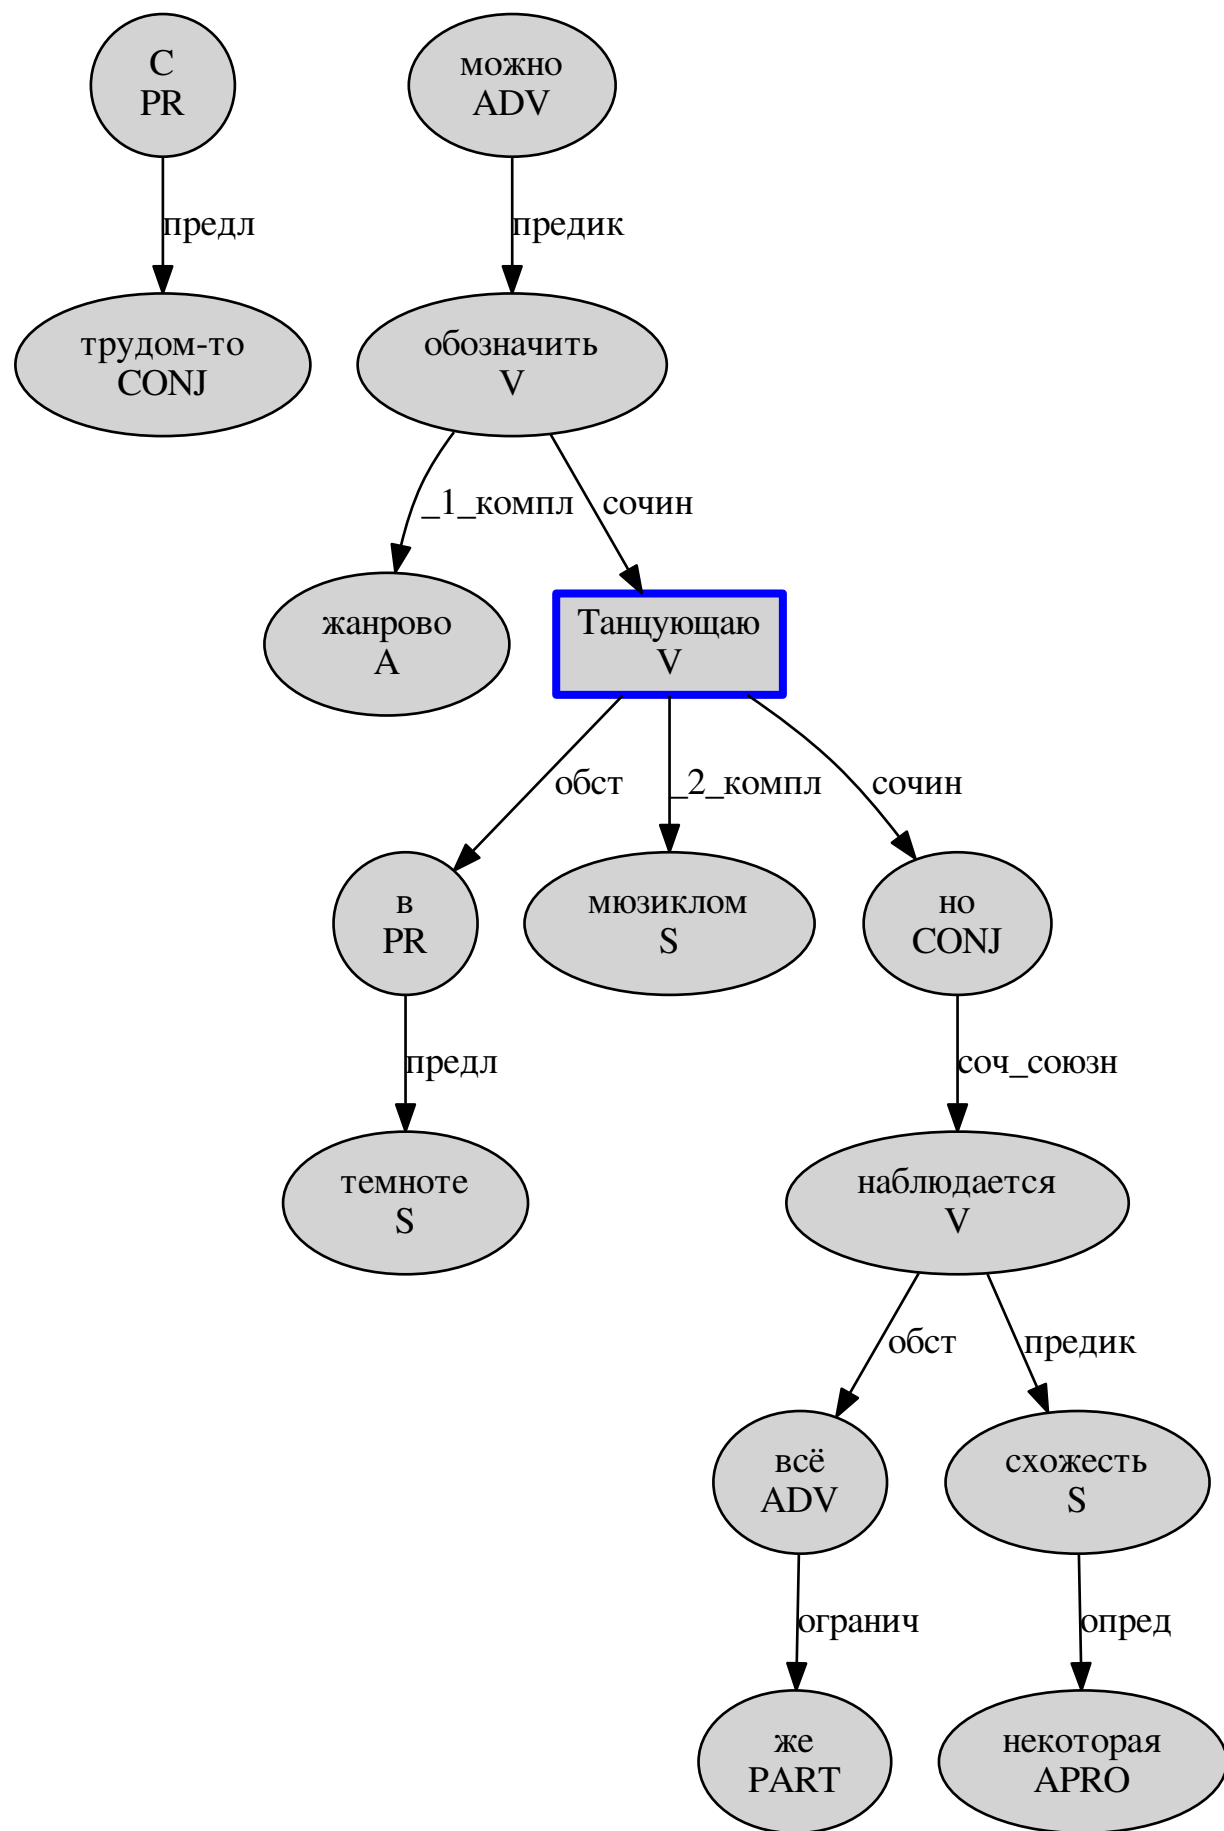 С
PR
можно
ADV
предл
предик
трудом-то
CONJ
обозначить
V
_1_компл
сочин
жанрово
A
Танцующаю
V
обст
_2_компл
сочин
в
PR
мюзиклом
S
но
CONJ
предл
соч_союзн
темноте
S
наблюдается
V
обст
предик
всё
ADV
схожесть
S
огранич
опред
же
PART
некоторая
APRO